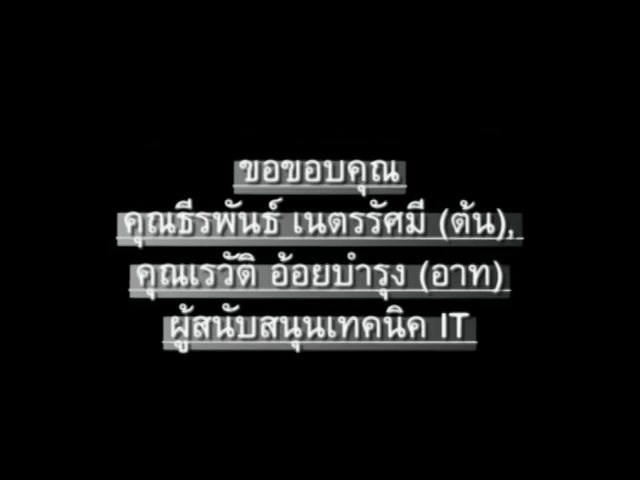 ขอขอบคุณ
คุณธีรพันธ์ เนตรรัศมี (ต้น),
คุณเรวัติ อ้อยบำรุง (อาท)
ผู้สนับสนุนเทคนิค IT